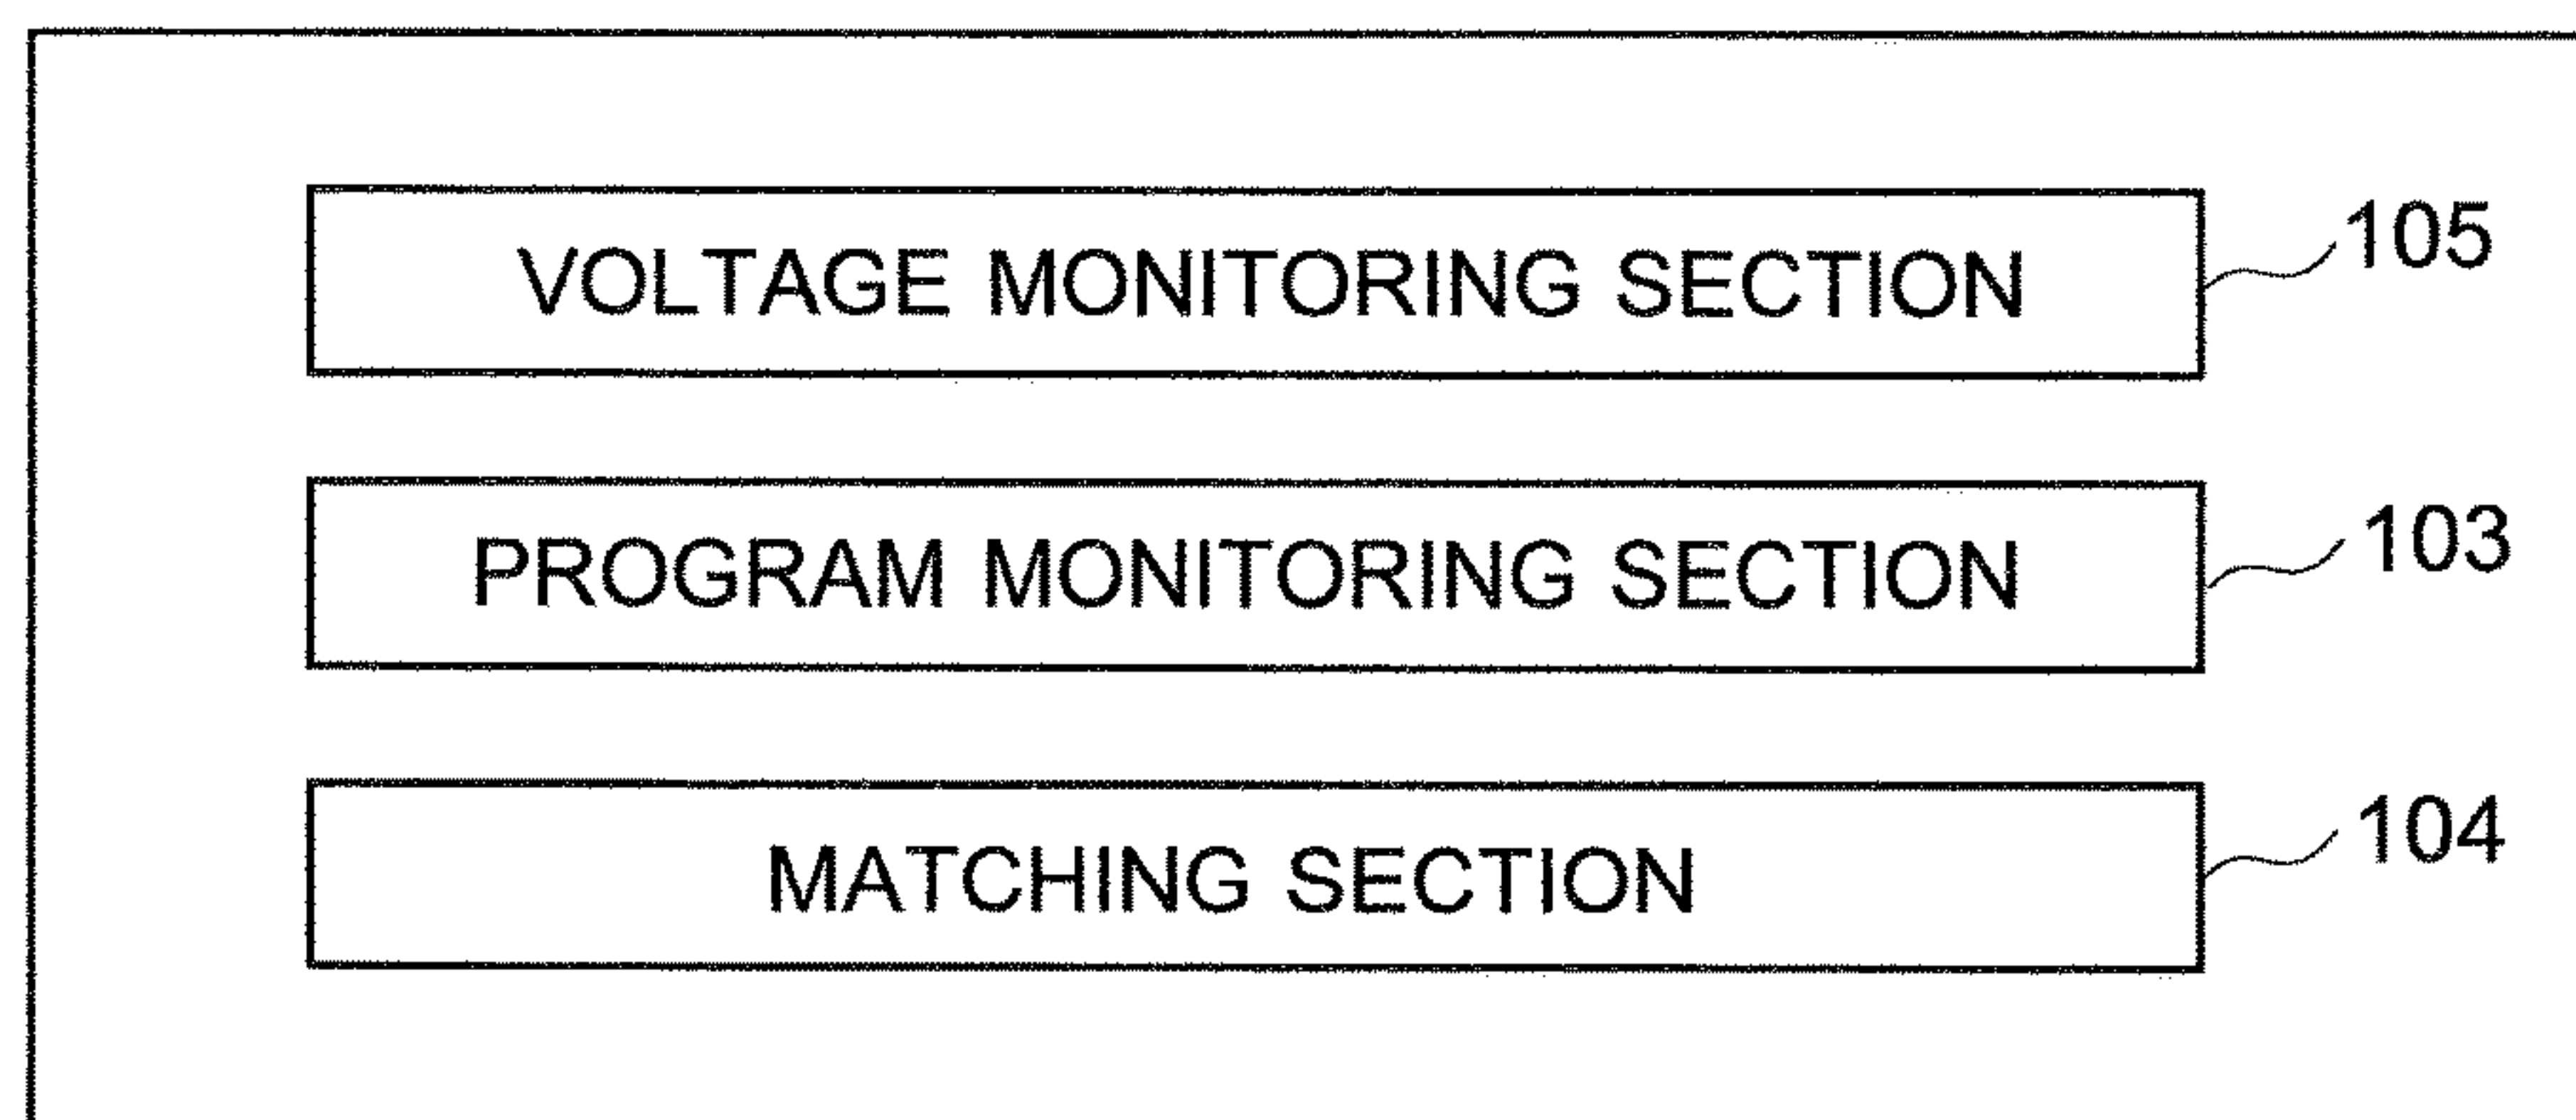 VOLTAGE MONITORING SECTION 105
PROGRAM MONITORING SECTION 103
MATCHING SECTION 104